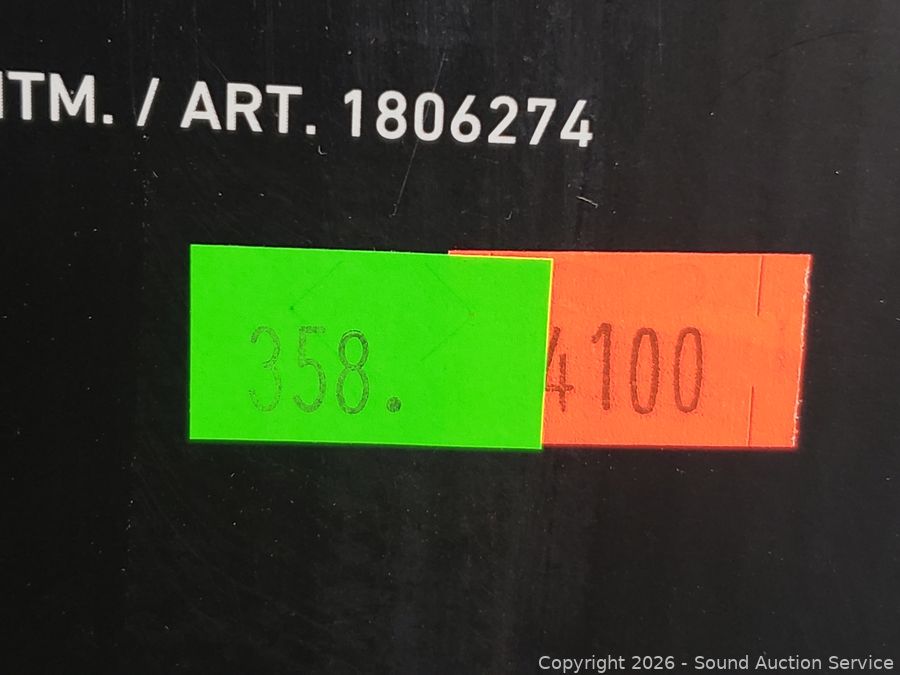 ITM. / ART. 1806274
358. 4100
Copyright 2026 - Sound Auction Service